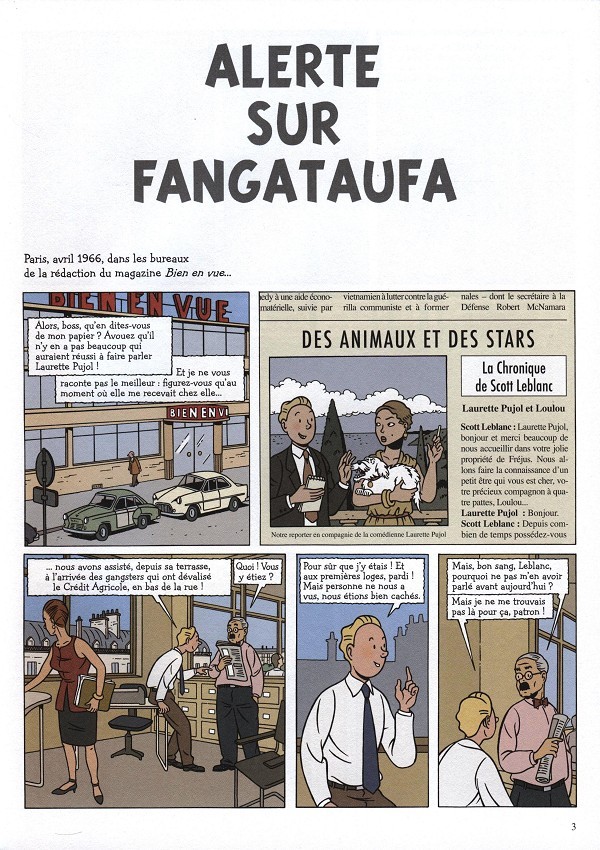 ALERTE
SUR
FANGATAUFA
Paris, avril 1966, dans les bureaux
de la rédaction du magazine Bien en vue...
BIEN EN VUE
Alors, boss, qu'en dites-vous
de mon papier ? Avouez qu'il
n'y en a pas beaucoup qui
auraient réussi à faire parler
Laurette Pujol !
Et je ne vous
raconte pas le meilleur : figurez-vous qu'au
moment où elle me recevait chez elle...
BIEN EN VU
edy à une aide écono-
matérielle, suivie par
vietnamien à lutter contre la gué-
rilla communiste et à former
nales – dont le secrétaire à la
Défense Robert McNamara
DES ANIMAUX ET DES STARS
La Chronique
de Scott Leblanc
Laurette Pujol et Loulou
Scott Leblanc : Laurette Pujol,
bonjour et merci beaucoup de
nous accueillir dans votre jolie
propriété de Fréjus. Nous al-
lons faire la connaissance d'un
petit être qui vous est cher, vo-
tre précieux compagnon à qua-
tre pattes, Loulou...
Laurette Pujol : Bonjour.
Scott Leblanc : Depuis com-
bien de temps possédez-vous
Notre reporter en compagnie de la comédienne Laurette Pujol
... nous avons assisté, depuis sa terrasse,
à l'arrivée des gangsters qui ont dévalisé
le Crédit Agricole, en bas de la rue !
Quoi ! Vous
y étiez ?
Pour sûr que j'y étais ! Et
aux premières loges, pardi !
Mais personne ne nous a
vus, nous étions bien cachés.
Mais, bon sang, Leblanc,
pourquoi ne pas m'en avoir
parlé avant aujourd'hui ?
Mais je ne me trouvais
pas là pour ça, patron !
3